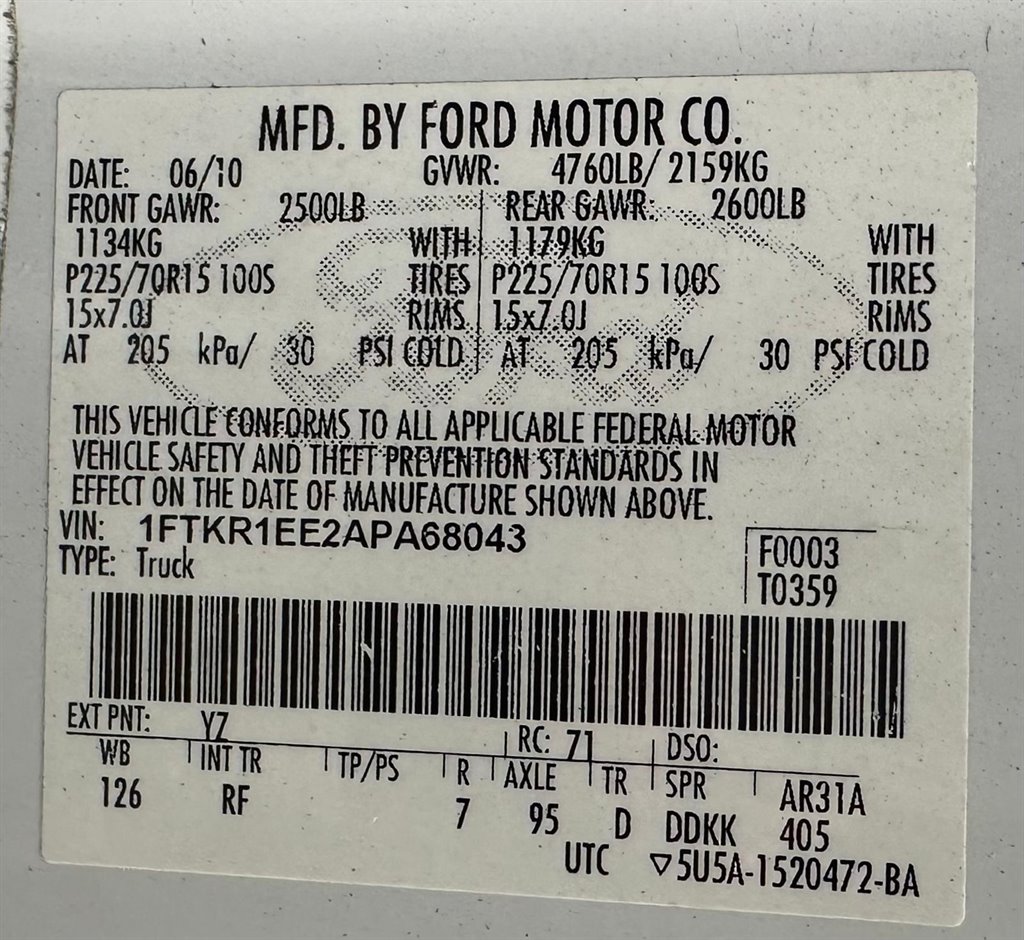 MFD. BY FORD MOTOR CO.
DATE: 06/10 GVWR: 4760LB/ 2159KG
FRONT GAWR: 2500LB REAR GAWR: 2600LB
1134KG WITH 1179KG WITH
P225/70R15 100S TIRES P225/70R15 100S TIRES
15x7.0J RIMS 15x7.0J RIMS
AT 205 kPa/ 30 PSI COLD AT 205 kPa/ 30 PSI COLD
THIS VEHICLE CONFORMS TO ALL APPLICABLE FEDERAL MOTOR
VEHICLE SAFETY AND THEFT PREVENTION STANDARDS IN
EFFECT ON THE DATE OF MANUFACTURE SHOWN ABOVE.
VIN: 1FTKR1EE2APA68043
F0003
TYPE: Truck
T0359
EXT PNT: YZ RC: 71 DSO:
WB INT TR TP/PS R AXLE TR SPR AR31A
126 RF 7 95 D DDKK 405
UTC ▽5U5A-1520472-BA
Ford